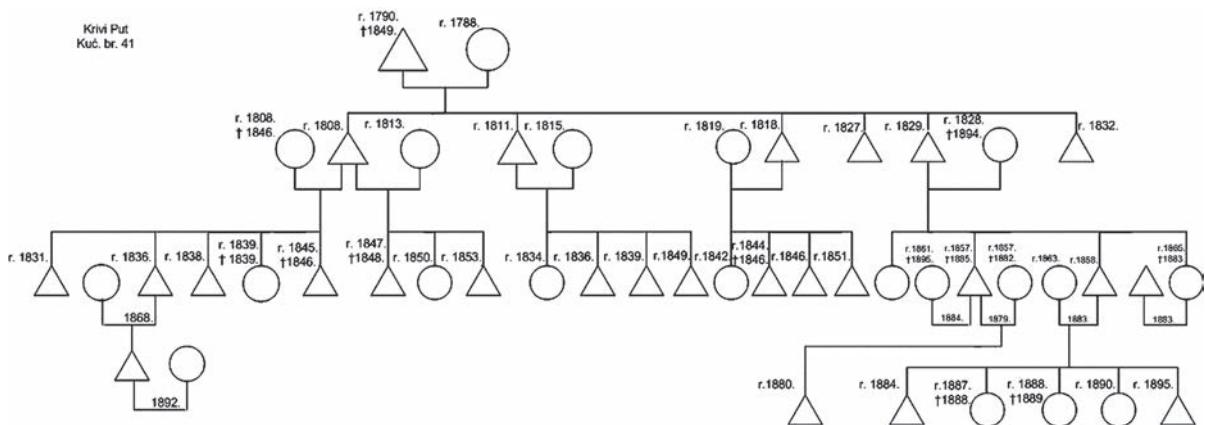 Krivi Put
Kuć. br. 41
r. 1790.
†1849.
r. 1788.
r. 1808.
† 1846.
r. 1808.
r. 1813.
r. 1811.
r. 1815.
r. 1819.
r. 1818.
r. 1827.
r. 1829.
r. 1828.
†1894.
r. 1832.
r. 1831.
r. 1836.
r. 1838.
r. 1839.
† 1839.
r. 1845.
†1846.
r. 1847.
†1848.
r. 1850.
r. 1853.
r. 1834.
r. 1836.
r. 1839.
r.1849.
r. 1842.
r. 1844.
†1846.
r. 1846.
r. 1851.
r.1861.
†1895.
r.1857.
†1885.
r.1857.
†1882.
r.1863.
r.1858.
r.1865.
†1883.
1868.
1884.
1879.
1883.
1883.
1892.
r.1880.
r. 1884.
r.1887.
†1888.
r. 1888.
†1889
r. 1890.
r. 1895.